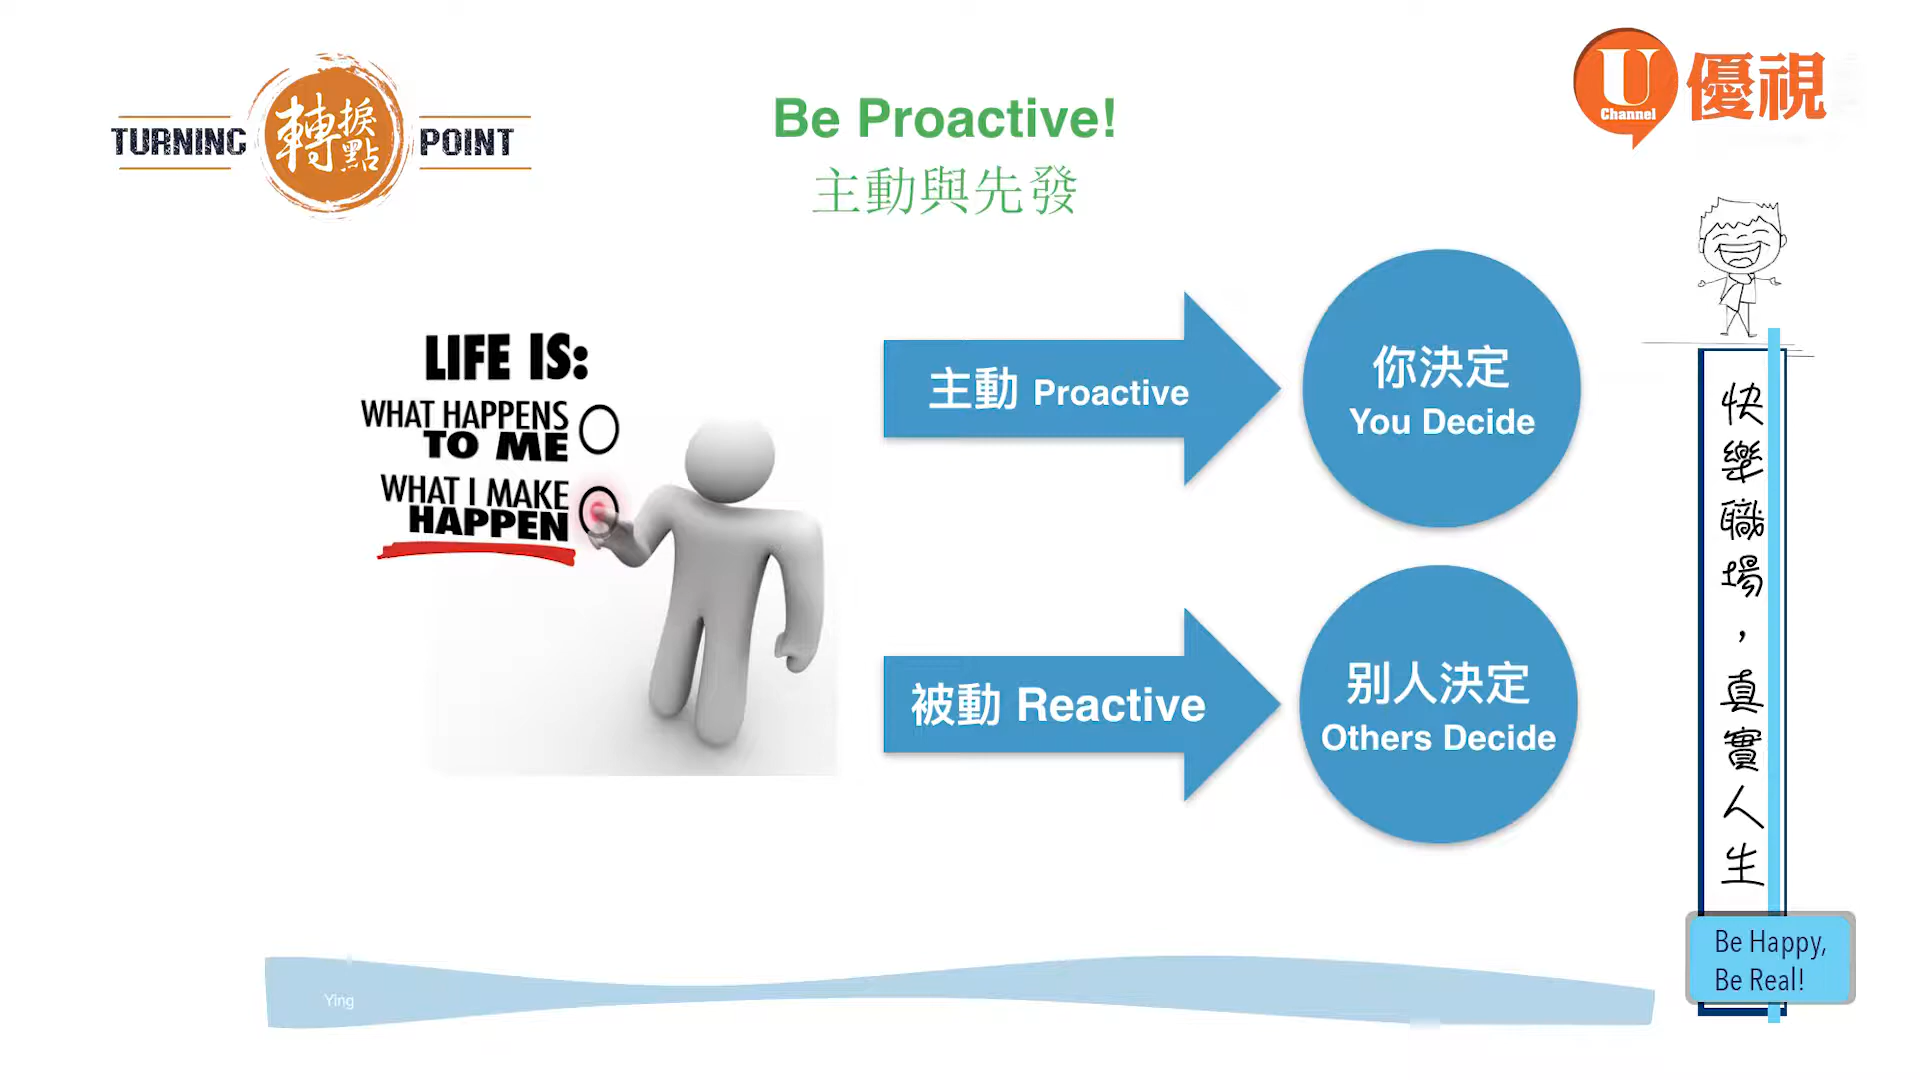 TURNING
轉捩點
POINT
Be Proactive!
主動與先發
U
Channel
優視
LIFE IS:
WHAT HAPPENS
TO ME
WHAT I MAKE
HAPPEN
主動 Proactive
你決定
You Decide
被動 Reactive
别人決定
Others Decide
快樂職場，真實人生
Be Happy,
Be Real!
Ying